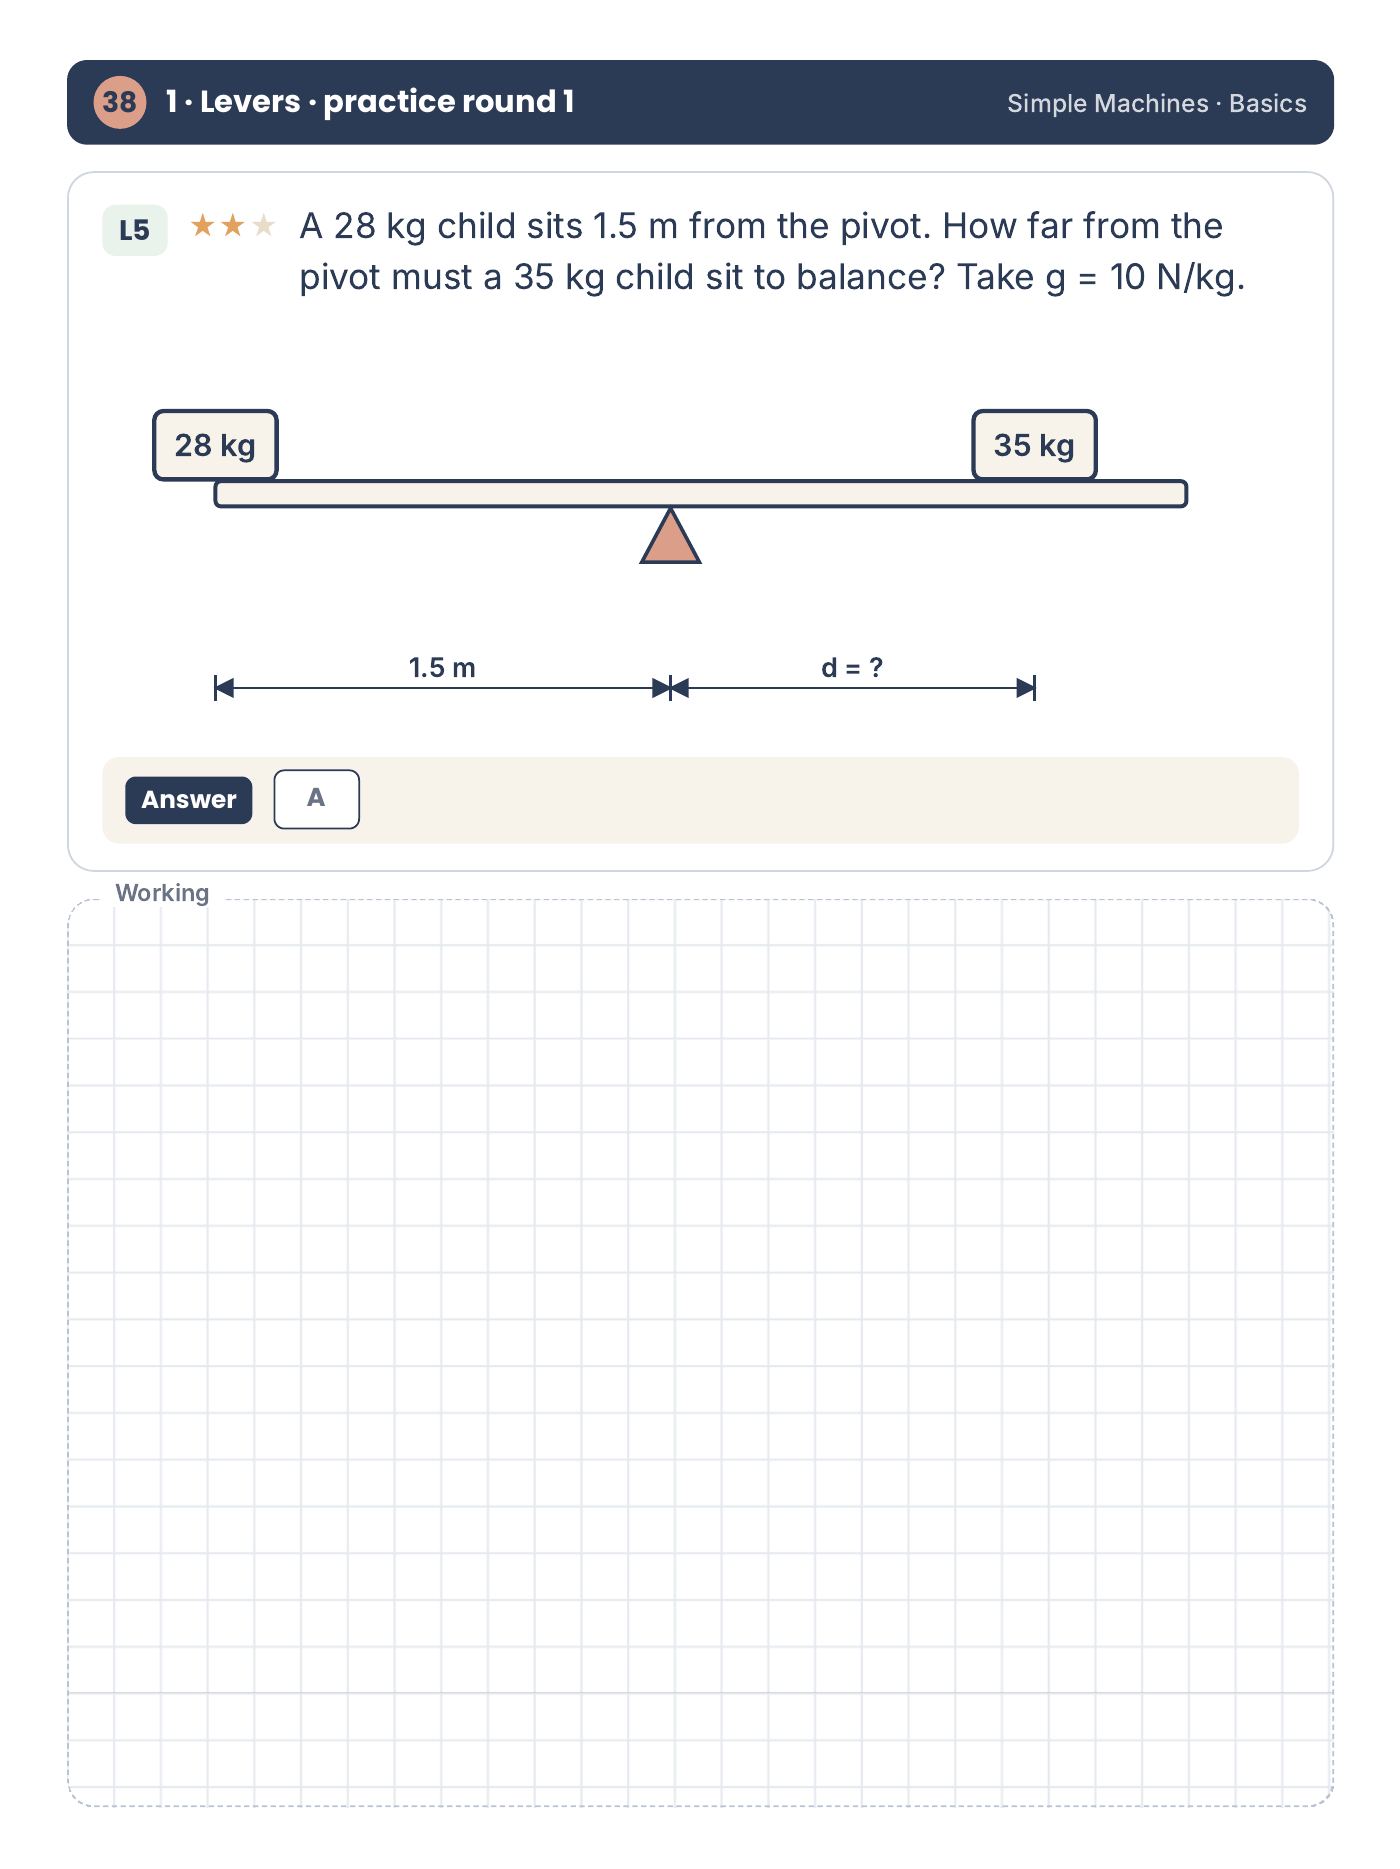 38 1 · Levers · practice round 1 Simple Machines · Basics
L5 ★★★ A 28 kg child sits 1.5 m from the pivot. How far from the
pivot must a 35 kg child sit to balance? Take g = 10 N/kg.
28 kg 35 kg
1.5 m d = ?
Answer A
Working